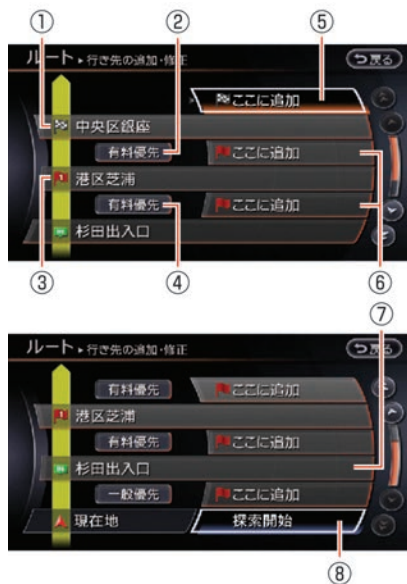 ① ② ⑤
ルート ▸ 行き先の追加・修正 戻る
ここに追加
中央区銀座
有料優先 ここに追加
港区芝浦
有料優先 ここに追加
杉田出入口
③ ④ ⑥
⑦
ルート ▸ 行き先の追加・修正 戻る
有料優先 ここに追加
港区芝浦
有料優先 ここに追加
杉田出入口
一般優先 ここに追加
現在地 探索開始
⑧